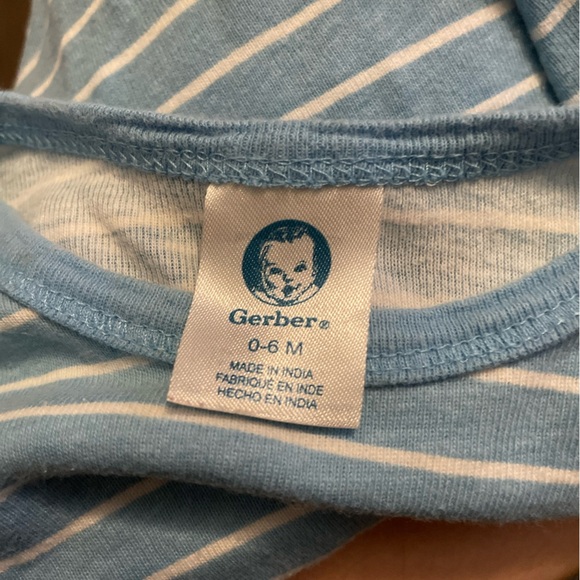 Gerber®
0-6 M
MADE IN INDIA
FABRIQUÉ EN INDE
HECHO EN INDIA